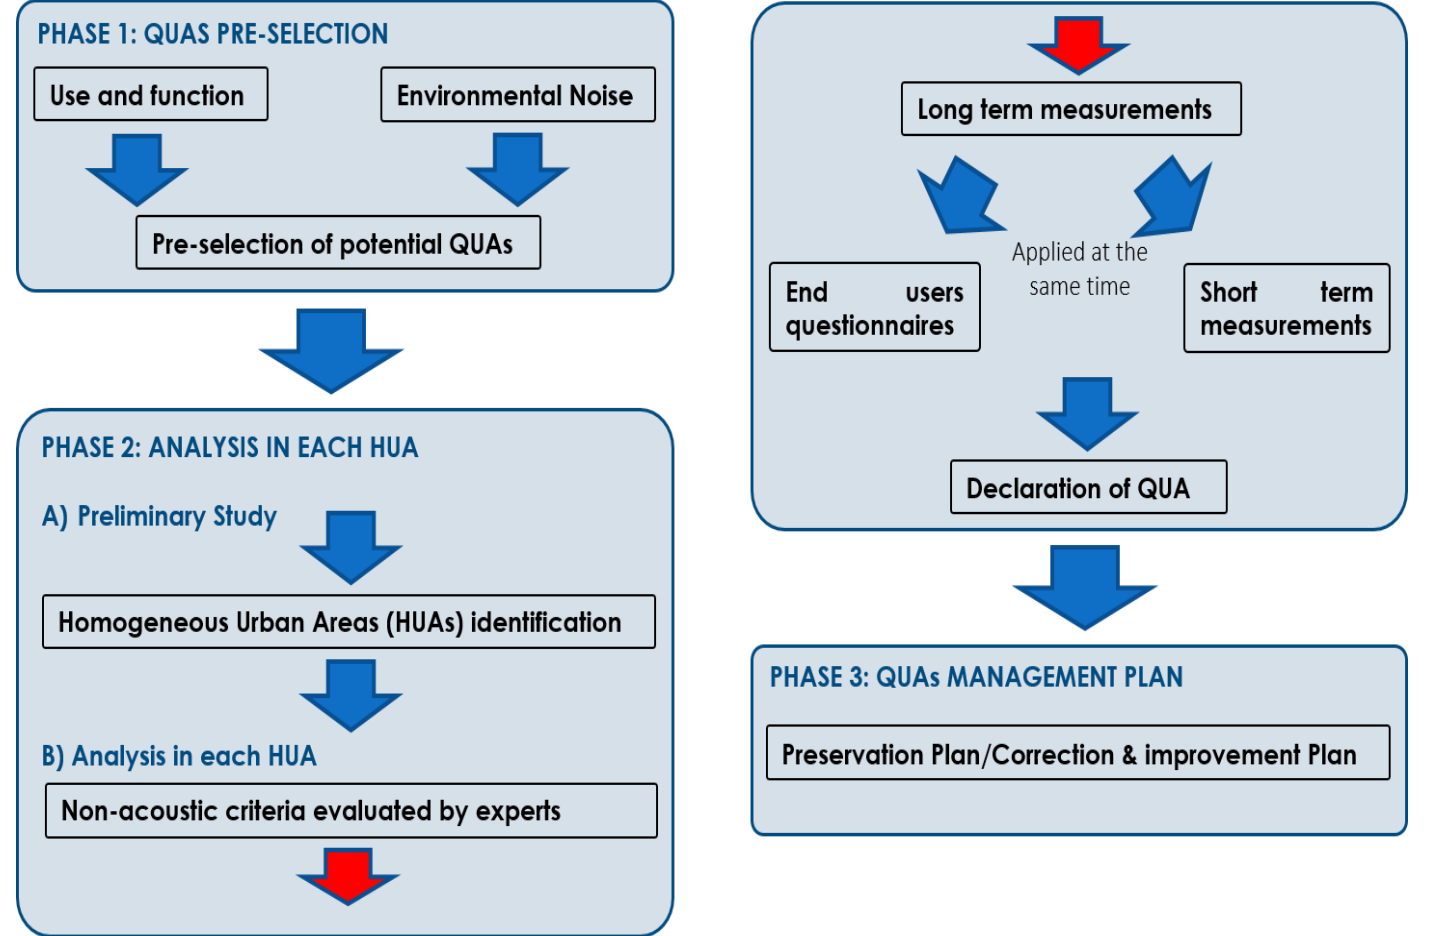 PHASE 1: QUAS PRE-SELECTION
Use and function
Environmental Noise
Pre-selection of potential QUAs
PHASE 2: ANALYSIS IN EACH HUA
A) Preliminary Study
Homogeneous Urban Areas (HUAs) identification
B) Analysis in each HUA
Non-acoustic criteria evaluated by experts
Long term measurements
Applied at the
same time
End users
questionnaires
Short term
measurements
Declaration of QUA
PHASE 3: QUAs MANAGEMENT PLAN
Preservation Plan/Correction & improvement Plan